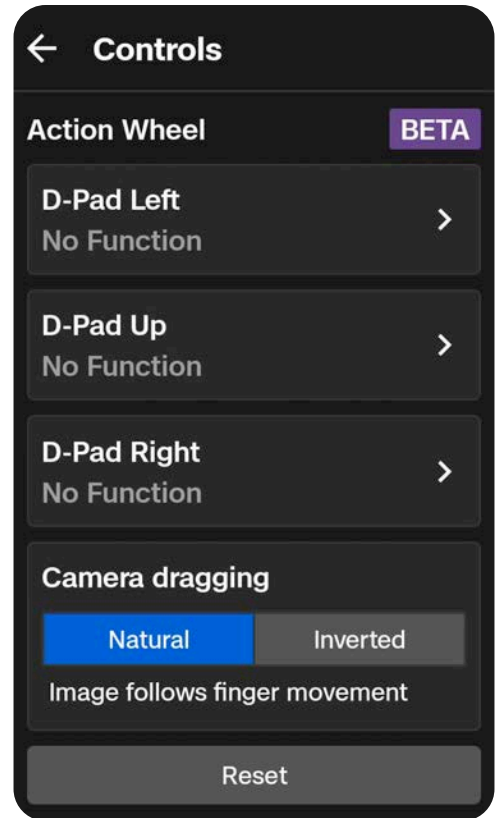 Controls
Action Wheel BETA
D-Pad Left
No Function
D-Pad Up
No Function
D-Pad Right
No Function
Camera dragging
Natural Inverted
Image follows finger movement
Reset